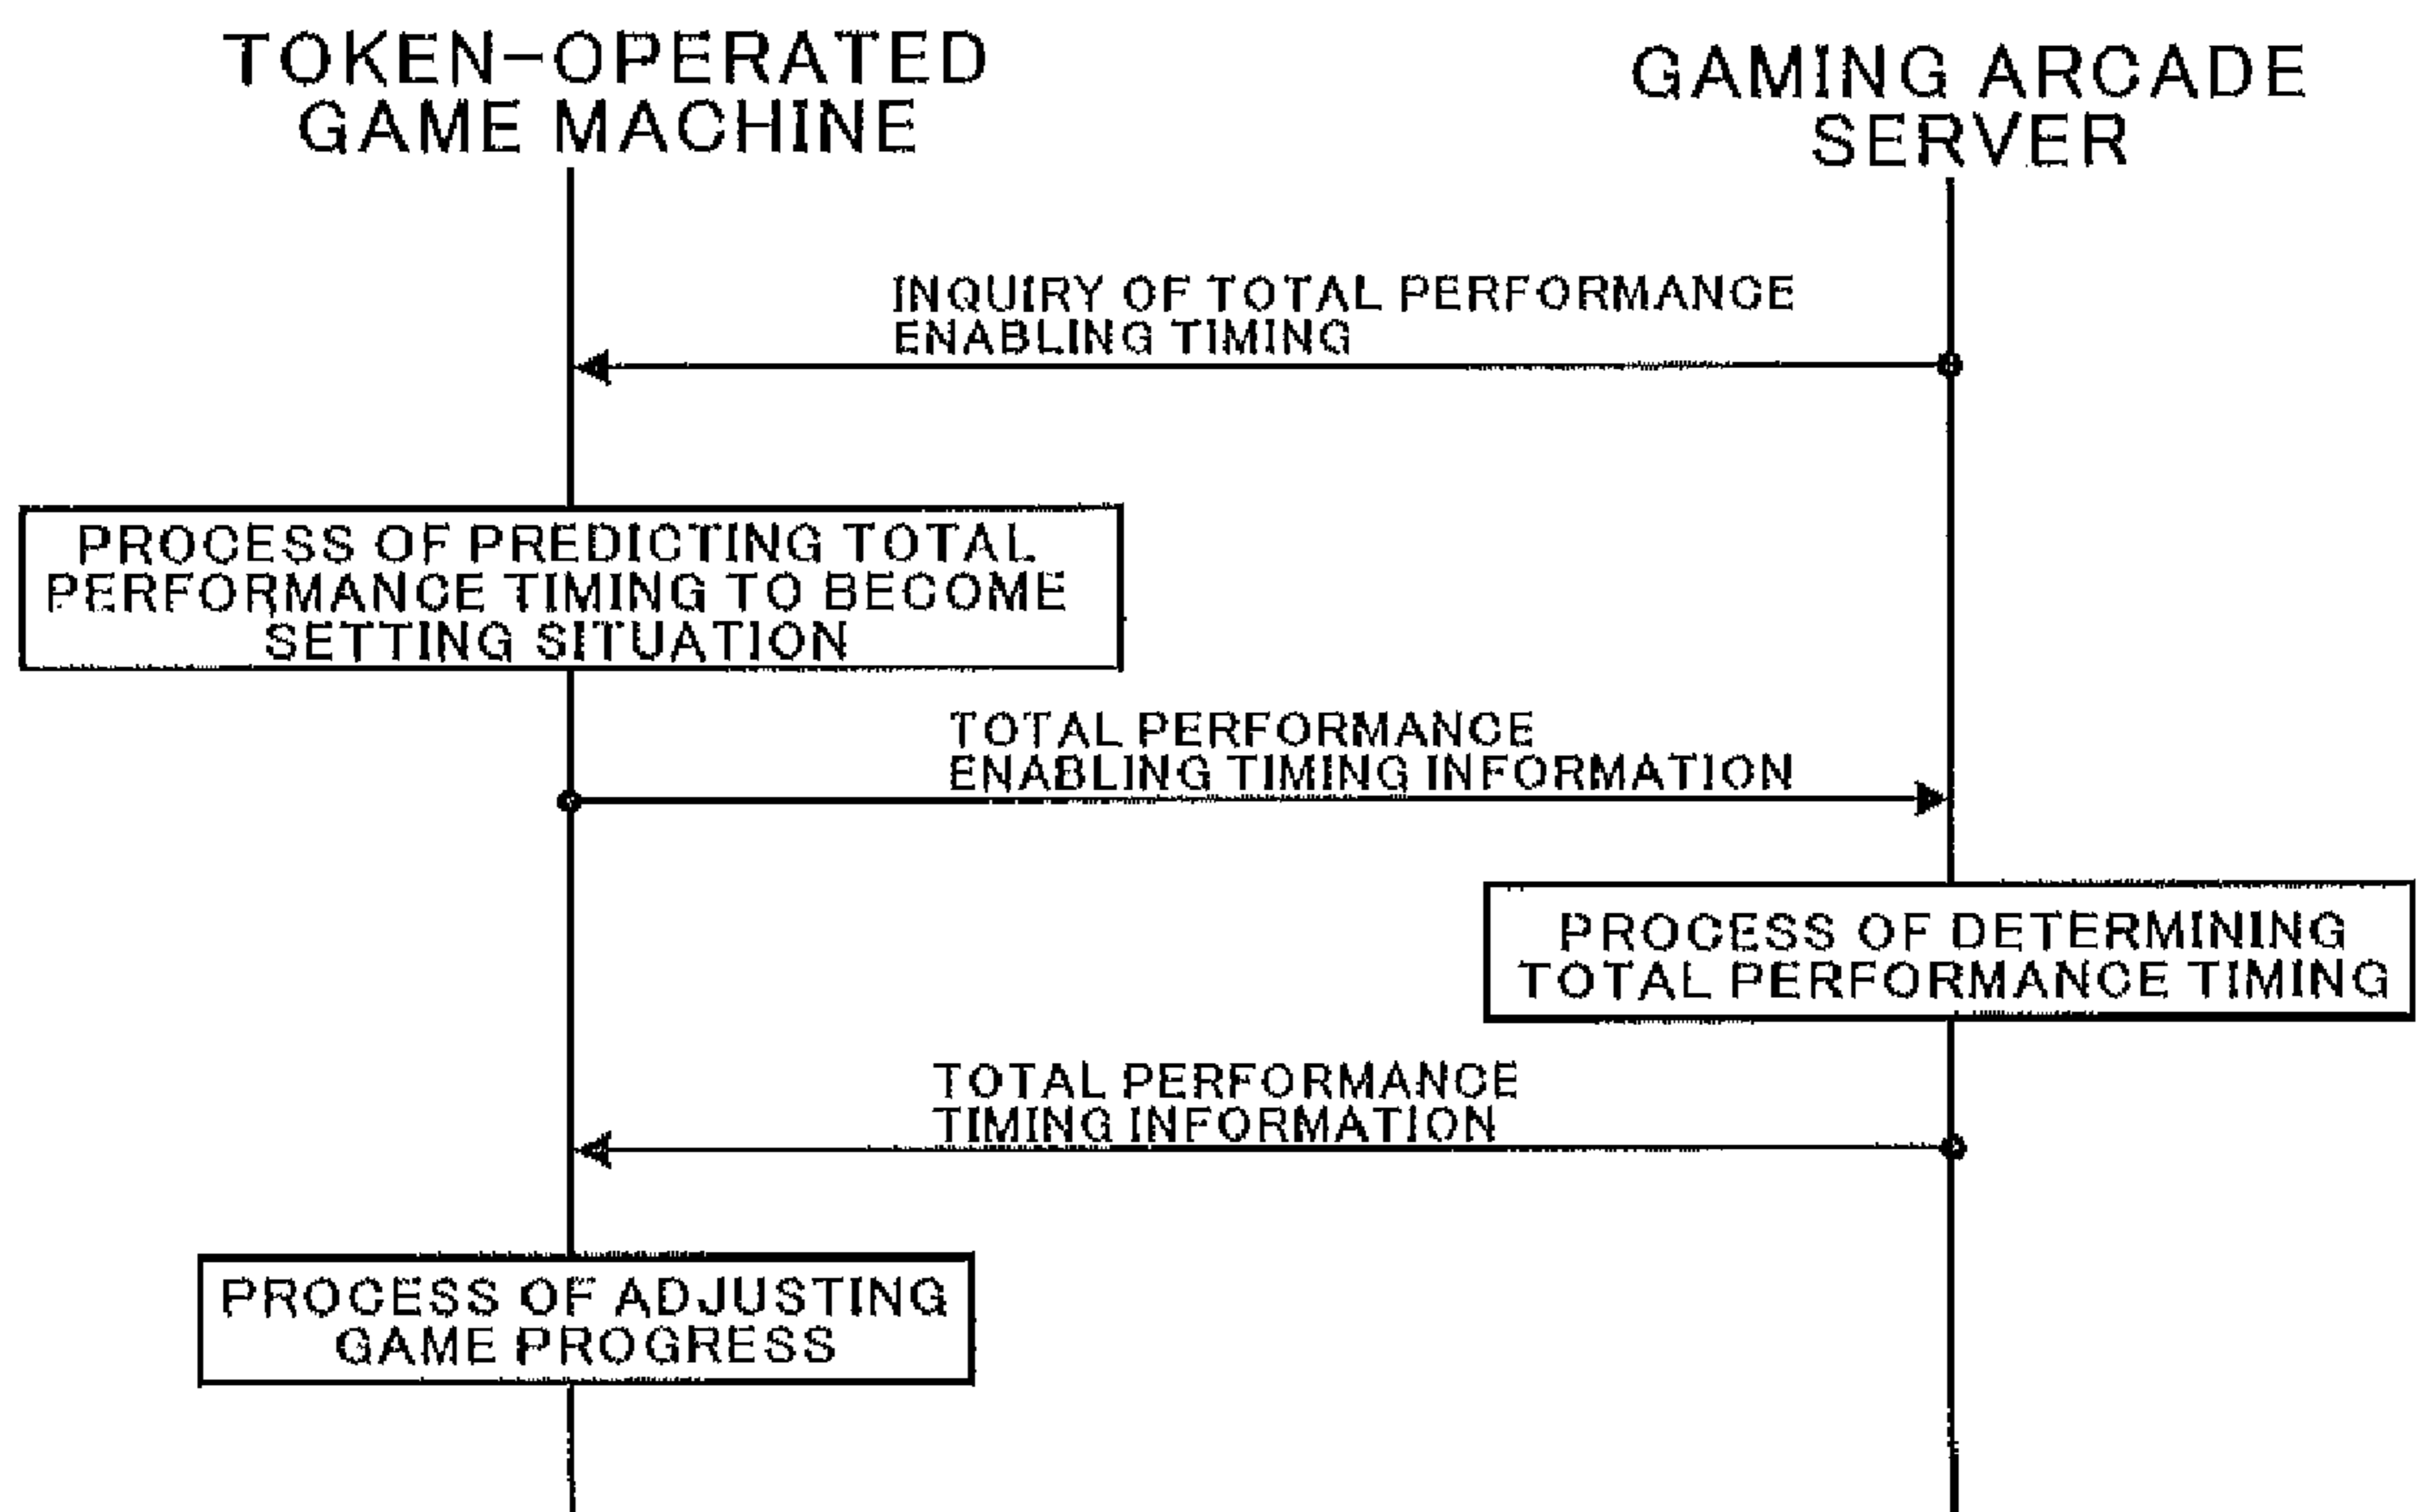 TOKEN-OPERATED
GAME MACHINE
GAMING ARCADE
SERVER
INQUIRY OF TOTAL PERFORMANCE
ENABLING TIMING
PROCESS OF PREDICTING TOTAL
PERFORMANCE TIMING TO BECOME
SETTING SITUATION
TOTAL PERFORMANCE
ENABLING TIMING INFORMATION
PROCESS OF DETERMINING
TOTAL PERFORMANCE TIMING
TOTAL PERFORMANCE
TIMING INFORMATION
PROCESS OF ADJUSTING
GAME PROGRESS